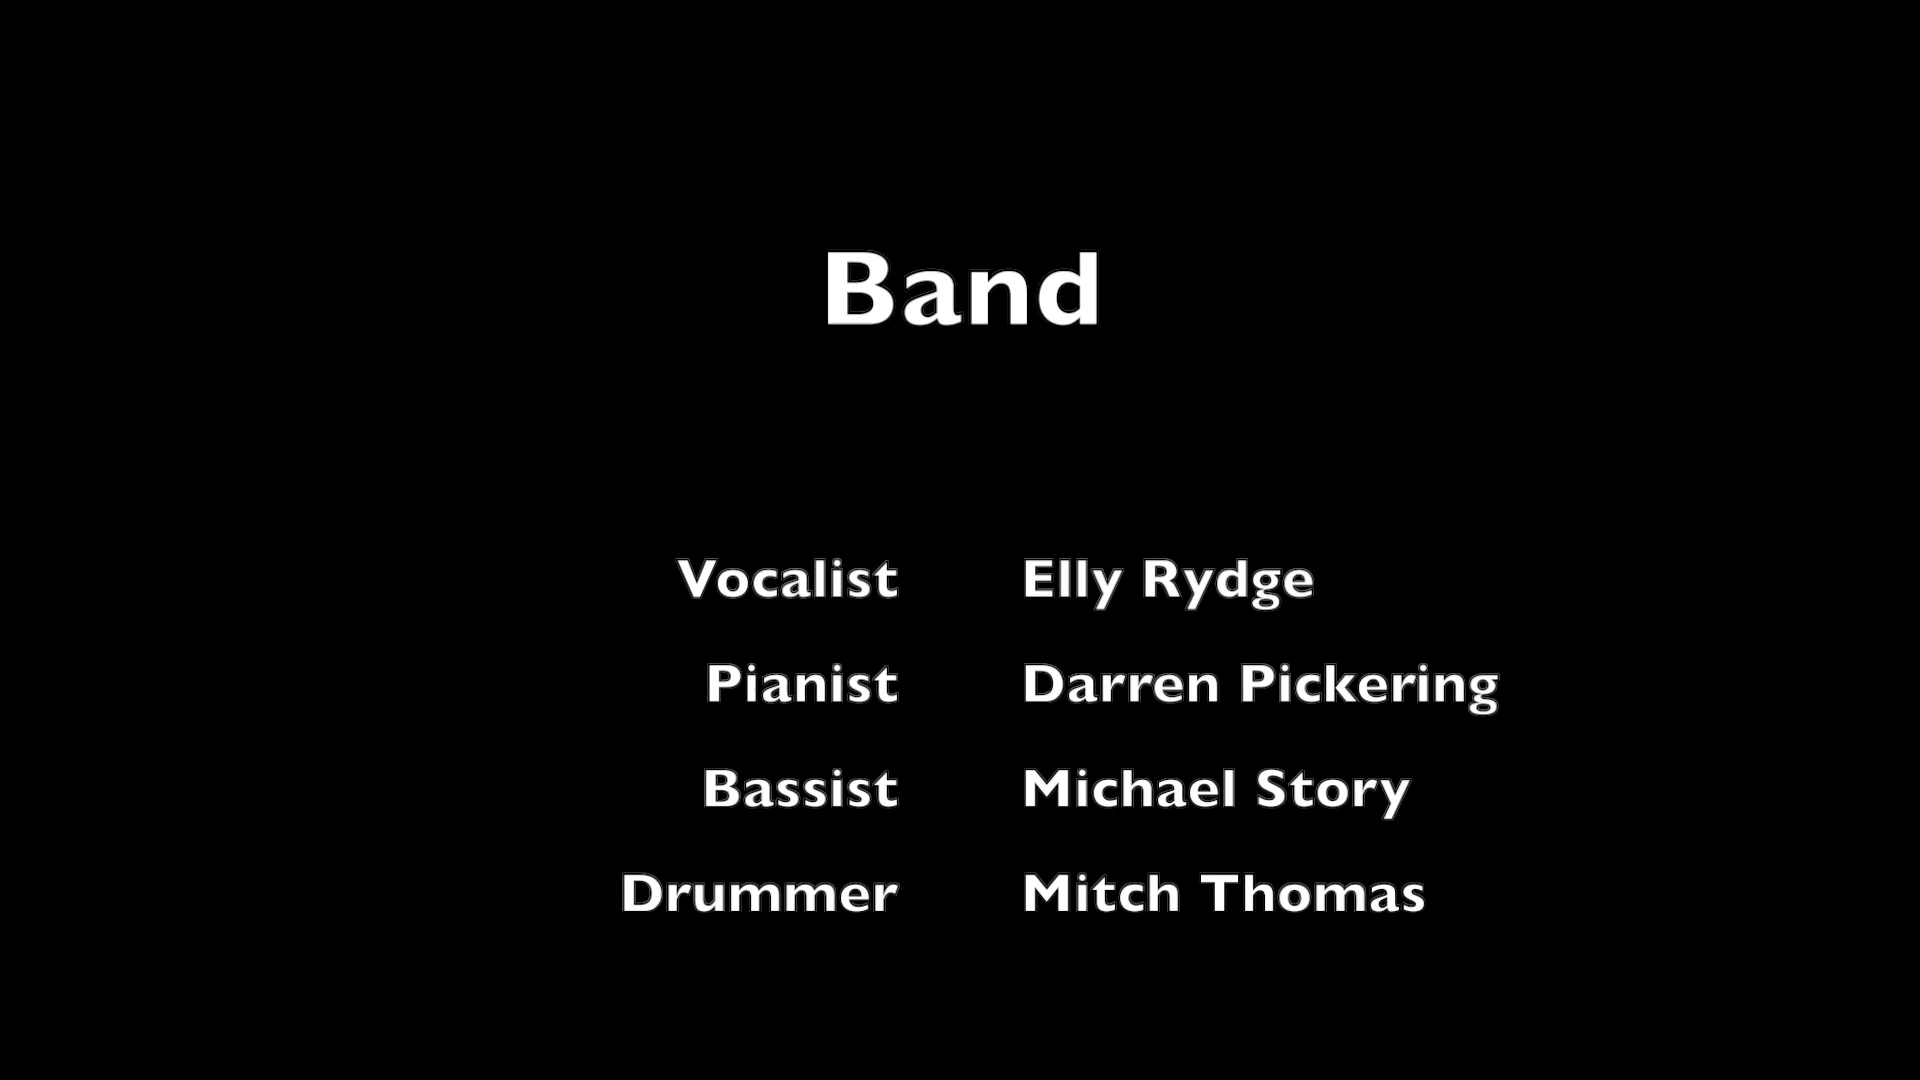 Band
Vocalist Elly Rydge
Pianist Darren Pickering
Bassist Michael Story
Drummer Mitch Thomas